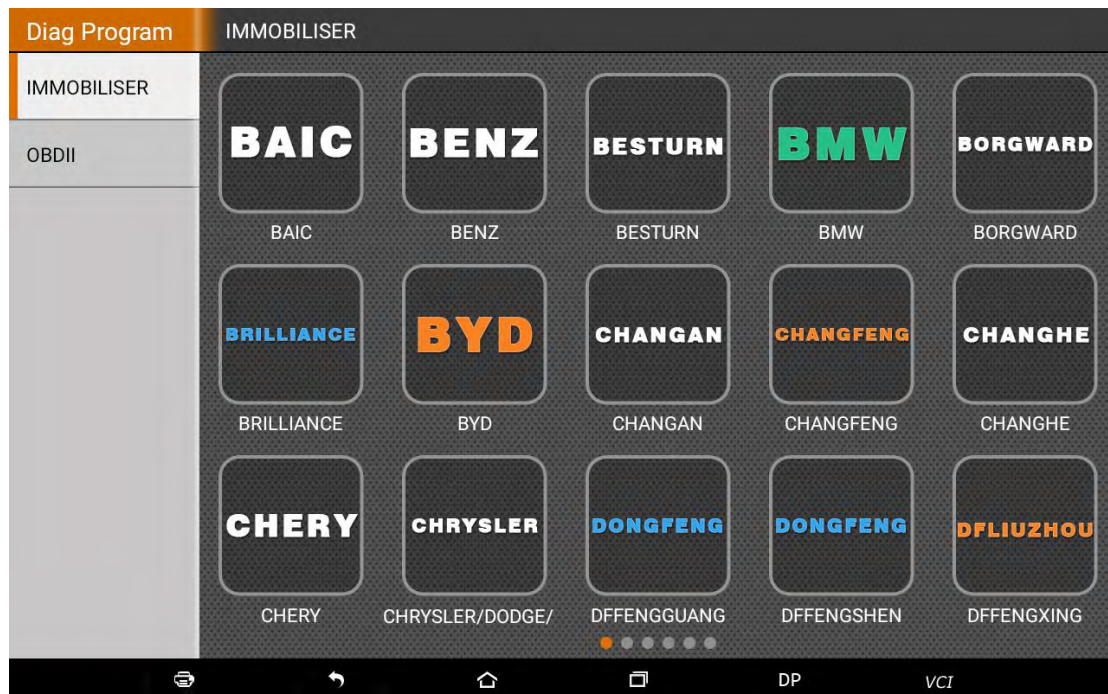 Diag Program
IMMOBILISER
IMMOBILISER
OBDII
BAIC
BENZ
BESTURN
BMW
BORGWARD
BAIC
BENZ
BESTURN
BMW
BORGWARD
BRILLIANCE
BYD
CHANGAN
CHANGFENG
CHANGHE
BRILLIANCE
BYD
CHANGAN
CHANGFENG
CHANGHE
CHERY
CHRYSLER
DONGFENG
DONGFENG
DFLIUZHOU
CHERY
CHRYSLER/DODGE/
DFFENGGUANG
DFFENGSHEN
DFFENGXING
DP
VCI